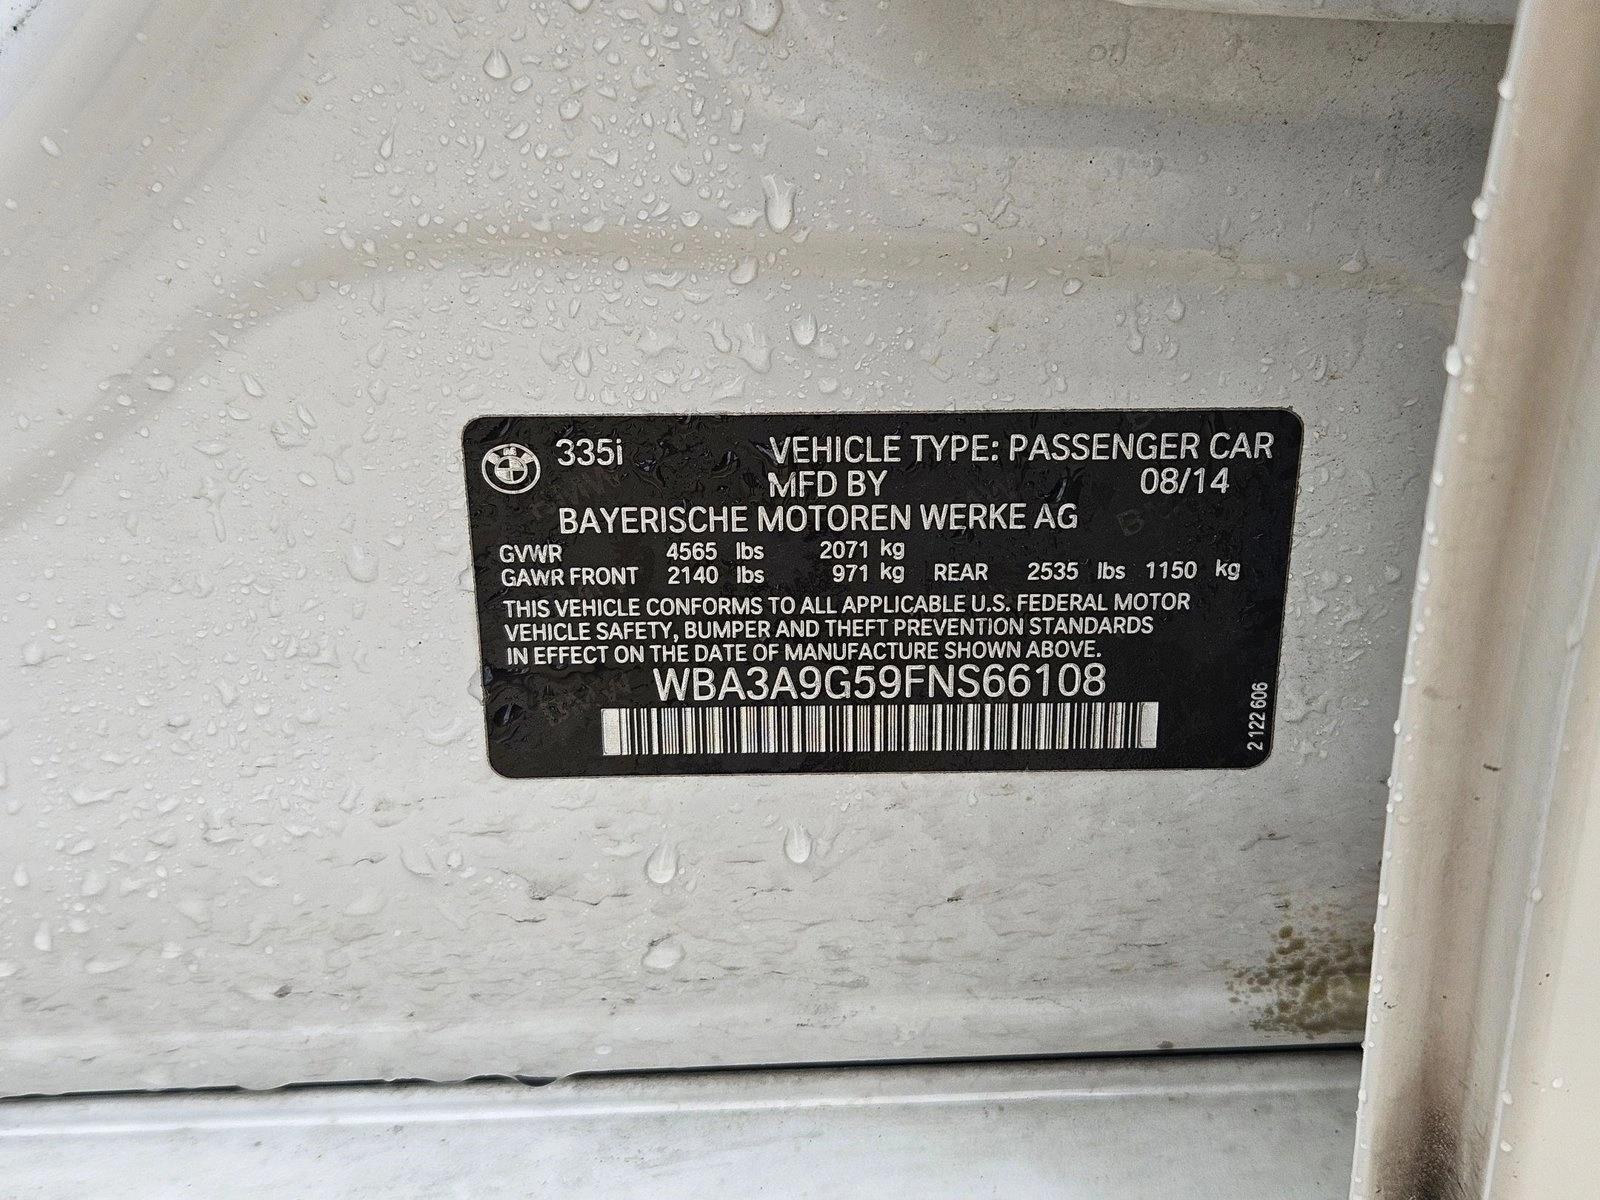 335i VEHICLE TYPE: PASSENGER CAR
MFD BY 08/14
BAYERISCHE MOTOREN WERKE AG
GVWR 4565 lbs 2071 kg
GAWR FRONT 2140 lbs 971 kg REAR 2535 lbs 1150 kg
THIS VEHICLE CONFORMS TO ALL APPLICABLE U.S. FEDERAL MOTOR
VEHICLE SAFETY, BUMPER AND THEFT PREVENTION STANDARDS
IN EFFECT ON THE DATE OF MANUFACTURE SHOWN ABOVE.
WBA3A9G59FNS66108
2 122 606